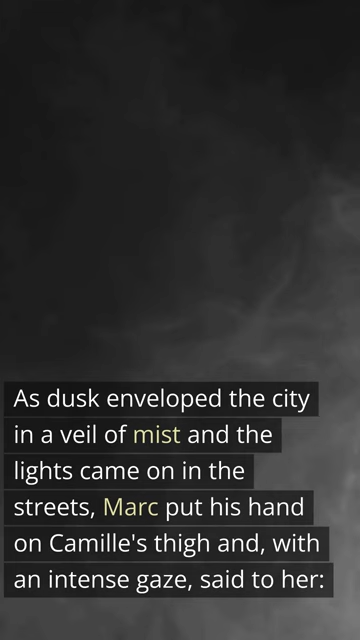 As dusk enveloped the city
in a veil of mist and the
lights came on in the
streets, Marc put his hand
on Camille's thigh and, with
an intense gaze, said to her: